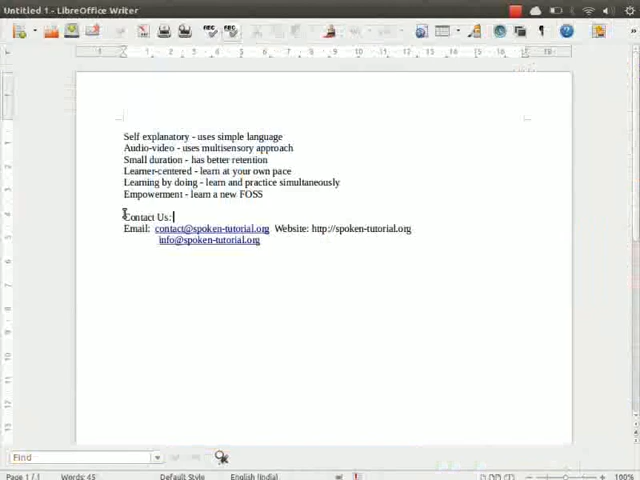 Untitled 1 - LibreOffice Writer
Self explanatory - uses simple language
Audio-video - uses multisensory approach
Small duration - has better retention
Learner-centered - learn at your own pace
Learning by doing - learn and practice simultaneously
Empowerment - learn a new FOSS
Contact Us:
Email: contact@spoken-tutorial.org Website: http://spoken-tutorial.org
info@spoken-tutorial.org
Find
Page 1 / 1 Words: 45 Default Style English (India) 100%